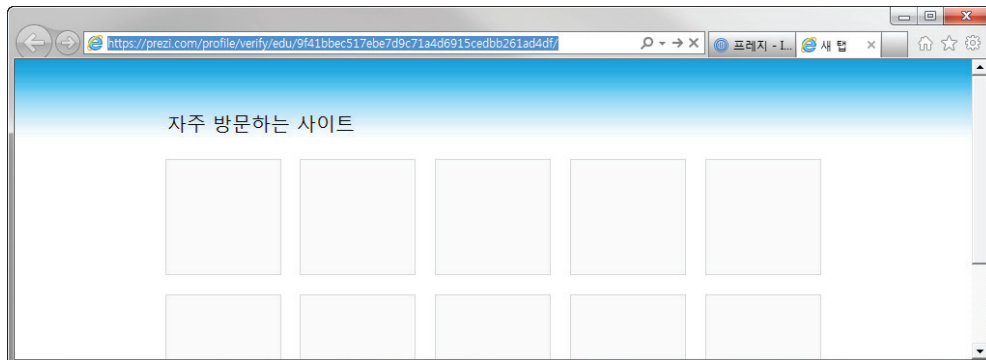 https://prezi.com/profile/verify/edu/9f41bbec517ebe7d9c71a4d6915cedbb261ad4df/
프레지 - I...
새 탭
자주 방문하는 사이트